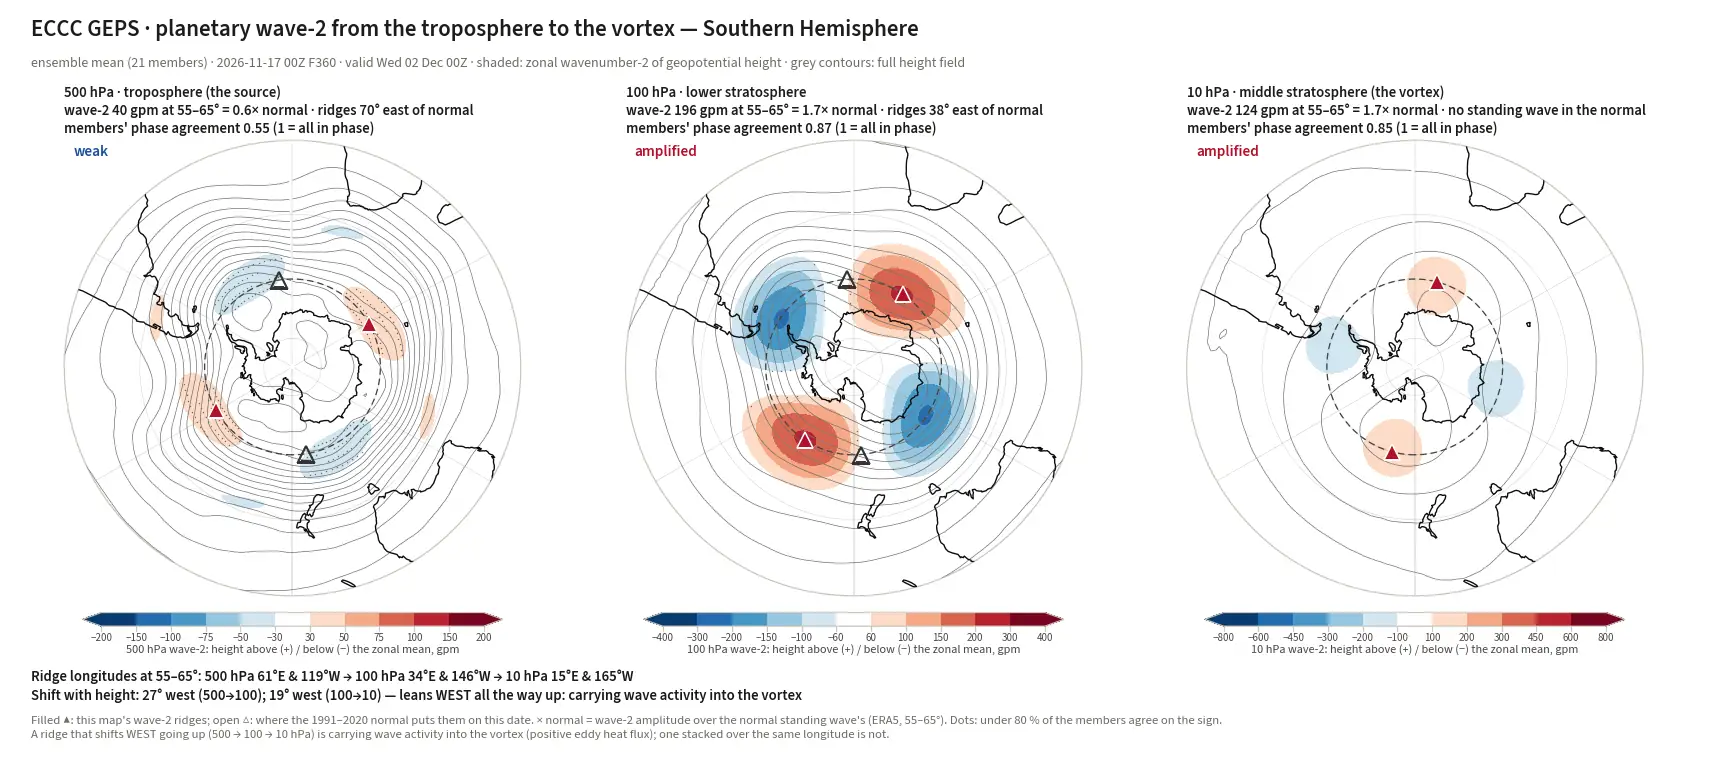 ECCC GEPS · planetary wave-2 from the troposphere to the vortex — Southern Hemisphere
ensemble mean (21 members) · 2026-11-17 00Z F360 · valid Wed 02 Dec 00Z · shaded: zonal wavenumber-2 of geopotential height · grey contours: full height field
500 hPa · troposphere (the source)
wave-2 40 gpm at 55–65° = 0.6× normal · ridges 70° east of normal
members' phase agreement 0.55 (1 = all in phase)
weak
100 hPa · lower stratosphere
wave-2 196 gpm at 55–65° = 1.7× normal · ridges 38° east of normal
members' phase agreement 0.87 (1 = all in phase)
amplified
10 hPa · middle stratosphere (the vortex)
wave-2 124 gpm at 55–65° = 1.7× normal · no standing wave in the normal
members' phase agreement 0.85 (1 = all in phase)
amplified
−200 −150 −100 −75 −50 −30 30 50 75 100 150 200
500 hPa wave-2: height above (+) / below (−) the zonal mean, gpm
−400 −300 −200 −150 −100 −60 60 100 150 200 300 400
100 hPa wave-2: height above (+) / below (−) the zonal mean, gpm
−800 −600 −450 −300 −200 −100 100 200 300 450 600 800
10 hPa wave-2: height above (+) / below (−) the zonal mean, gpm
Ridge longitudes at 55–65°: 500 hPa 61°E & 119°W → 100 hPa 34°E & 146°W → 10 hPa 15°E & 165°W
Shift with height: 27° west (500→100); 19° west (100→10) — leans WEST all the way up: carrying wave activity into the vortex
Filled ▲: this map's wave-2 ridges; open △: where the 1991–2020 normal puts them on this date. × normal = wave-2 amplitude over the normal standing wave's (ERA5, 55–65°). Dots: under 80 % of the members agree on the sign.
A ridge that shifts WEST going up (500 → 100 → 10 hPa) is carrying wave activity into the vortex (positive eddy heat flux); one stacked over the same longitude is not.